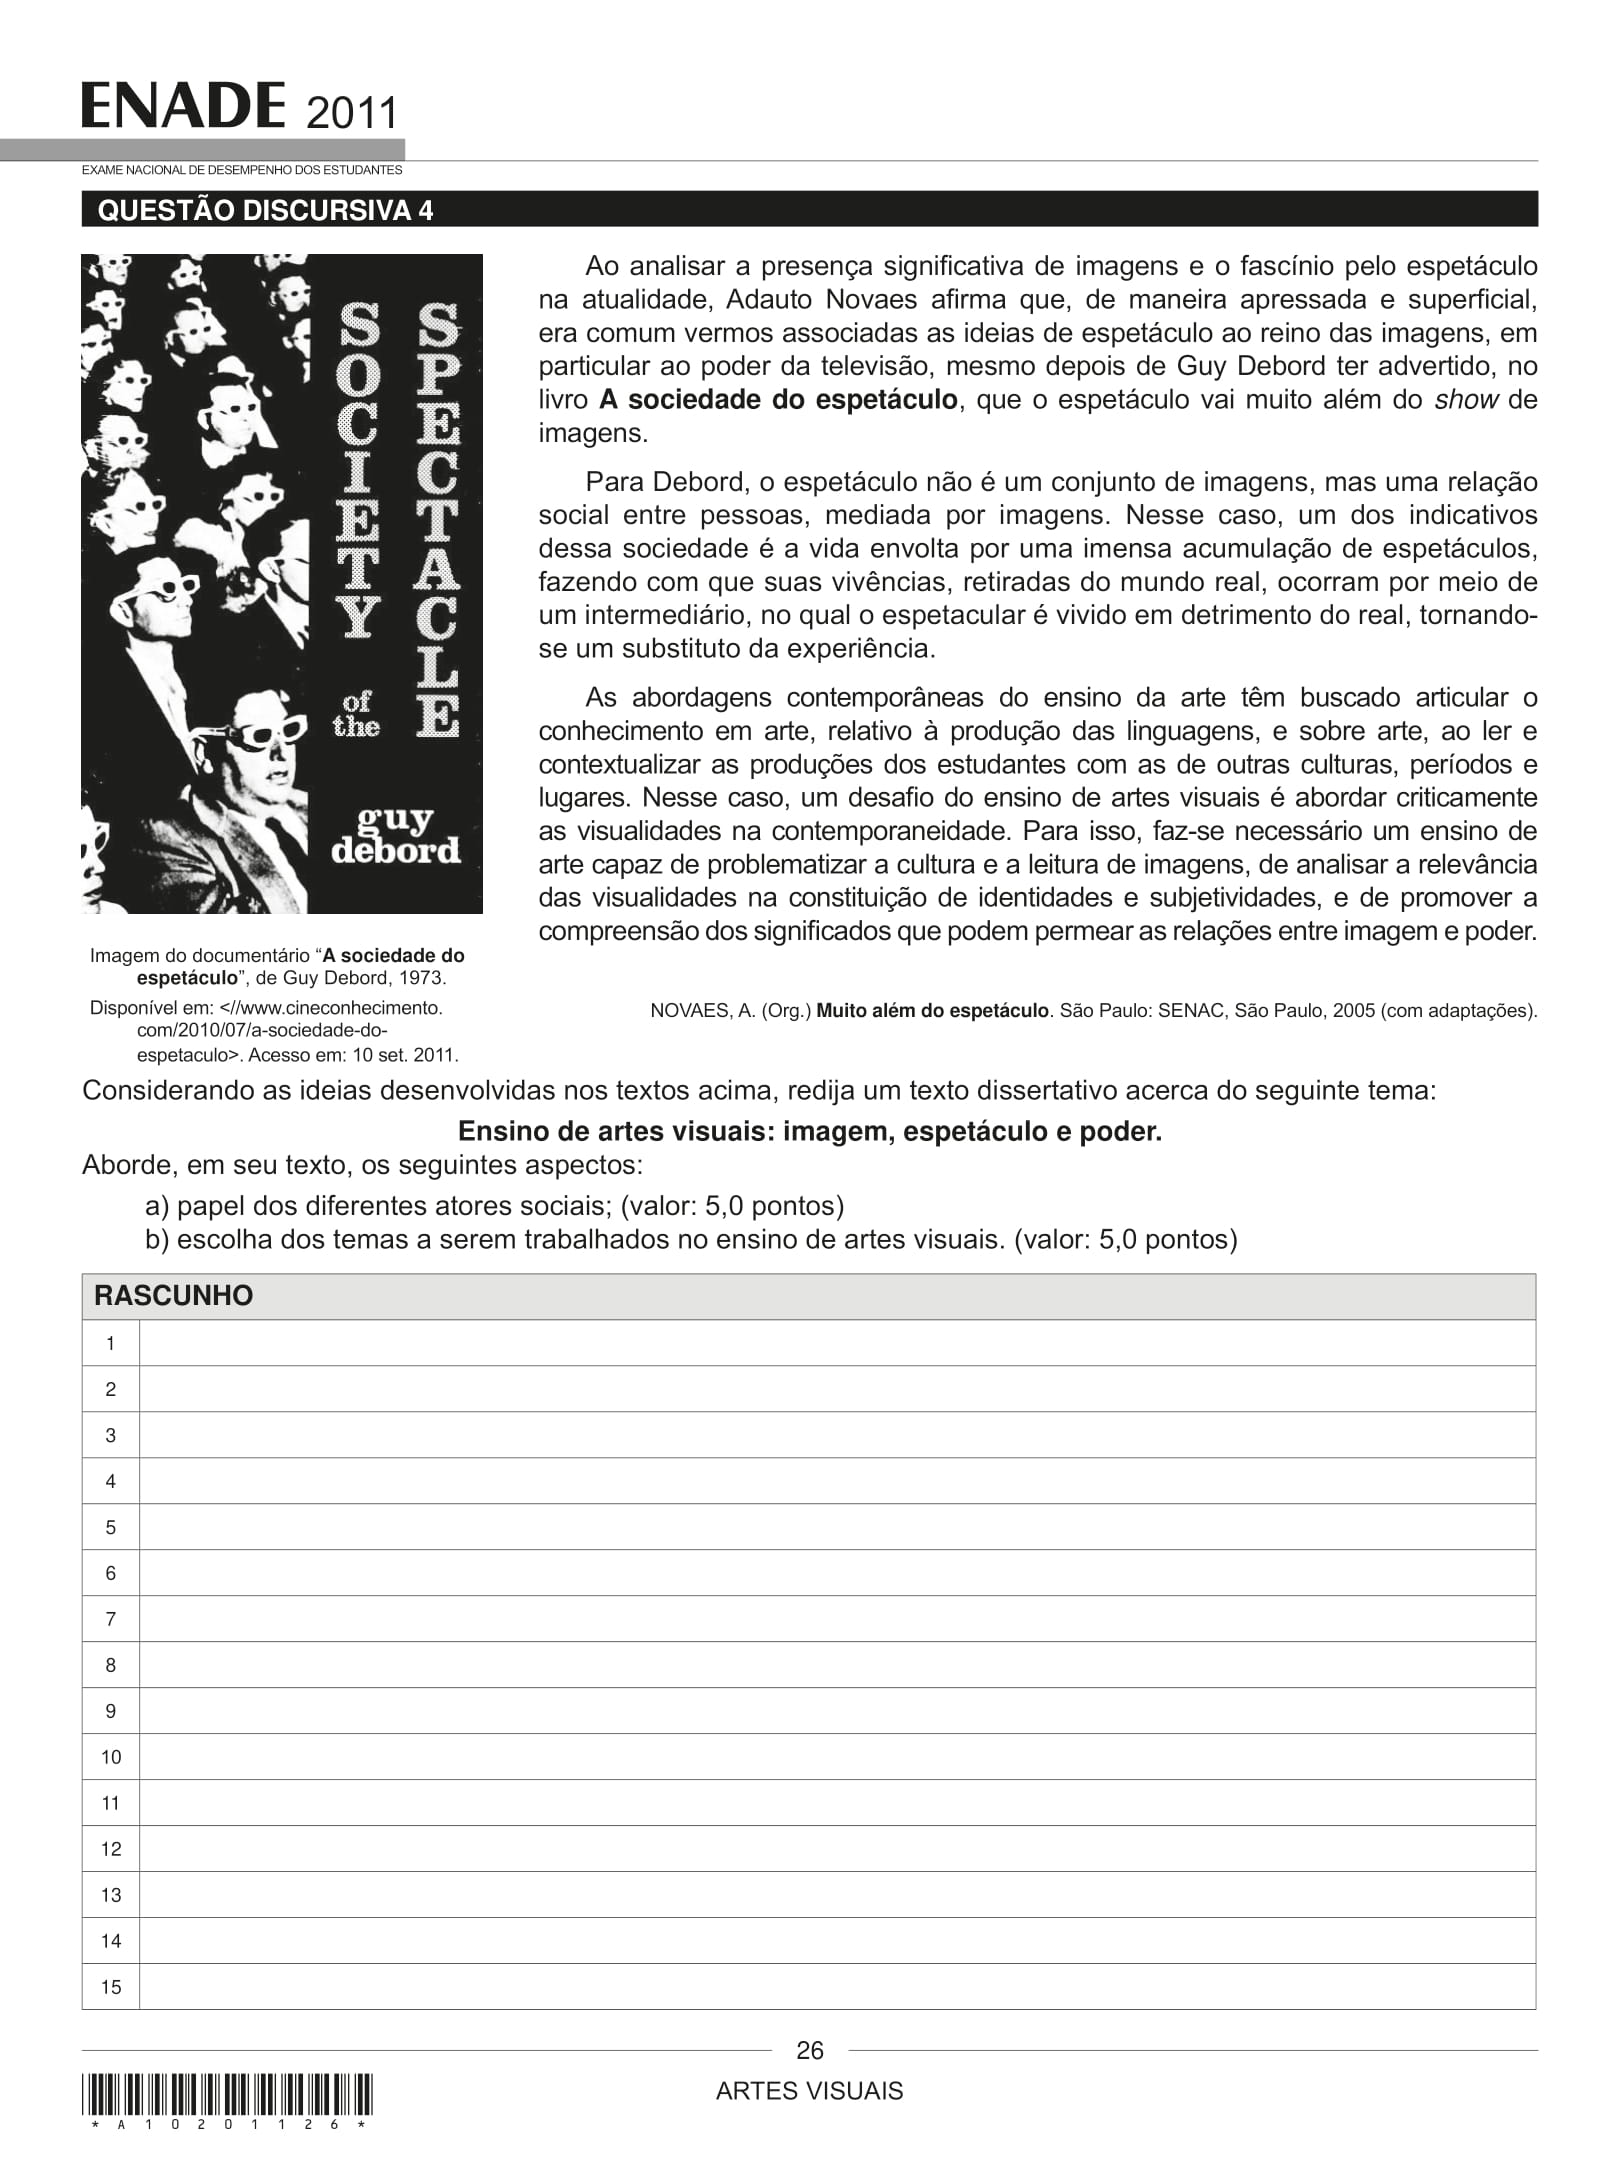 ENADE 2011
EXAME NACIONAL DE DESEMPENHO DOS ESTUDANTES
QUESTÃO DISCURSIVA 4
SOCIETY
of
the
SPECTACLE
guy
debord
Imagem do documentário “A sociedade do
espetáculo”, de Guy Debord, 1973.
Disponível em: <//www.cineconhecimento.
com/2010/07/a-sociedade-do-
espetaculo>. Acesso em: 10 set. 2011.
Ao analisar a presença significativa de imagens e o fascínio pelo espetáculo
na atualidade, Adauto Novaes afirma que, de maneira apressada e superficial,
era comum vermos associadas as ideias de espetáculo ao reino das imagens, em
particular ao poder da televisão, mesmo depois de Guy Debord ter advertido, no
livro A sociedade do espetáculo, que o espetáculo vai muito além do show de
imagens.
Para Debord, o espetáculo não é um conjunto de imagens, mas uma relação
social entre pessoas, mediada por imagens. Nesse caso, um dos indicativos
dessa sociedade é a vida envolta por uma imensa acumulação de espetáculos,
fazendo com que suas vivências, retiradas do mundo real, ocorram por meio de
um intermediário, no qual o espetacular é vivido em detrimento do real, tornando-
se um substituto da experiência.
As abordagens contemporâneas do ensino da arte têm buscado articular o
conhecimento em arte, relativo à produção das linguagens, e sobre arte, ao ler e
contextualizar as produções dos estudantes com as de outras culturas, períodos e
lugares. Nesse caso, um desafio do ensino de artes visuais é abordar criticamente
as visualidades na contemporaneidade. Para isso, faz-se necessário um ensino de
arte capaz de problematizar a cultura e a leitura de imagens, de analisar a relevância
das visualidades na constituição de identidades e subjetividades, e de promover a
compreensão dos significados que podem permear as relações entre imagem e poder.
NOVAES, A. (Org.) Muito além do espetáculo. São Paulo: SENAC, São Paulo, 2005 (com adaptações).
Considerando as ideias desenvolvidas nos textos acima, redija um texto dissertativo acerca do seguinte tema:
Ensino de artes visuais: imagem, espetáculo e poder.
Aborde, em seu texto, os seguintes aspectos:
a) papel dos diferentes atores sociais; (valor: 5,0 pontos)
b) escolha dos temas a serem trabalhados no ensino de artes visuais. (valor: 5,0 pontos)
RASCUNHO
1
2
3
4
5
6
7
8
9
10
11
12
13
14
15
26
ARTES VISUAIS
* A 1 0 2 0 1 1 2 6 *